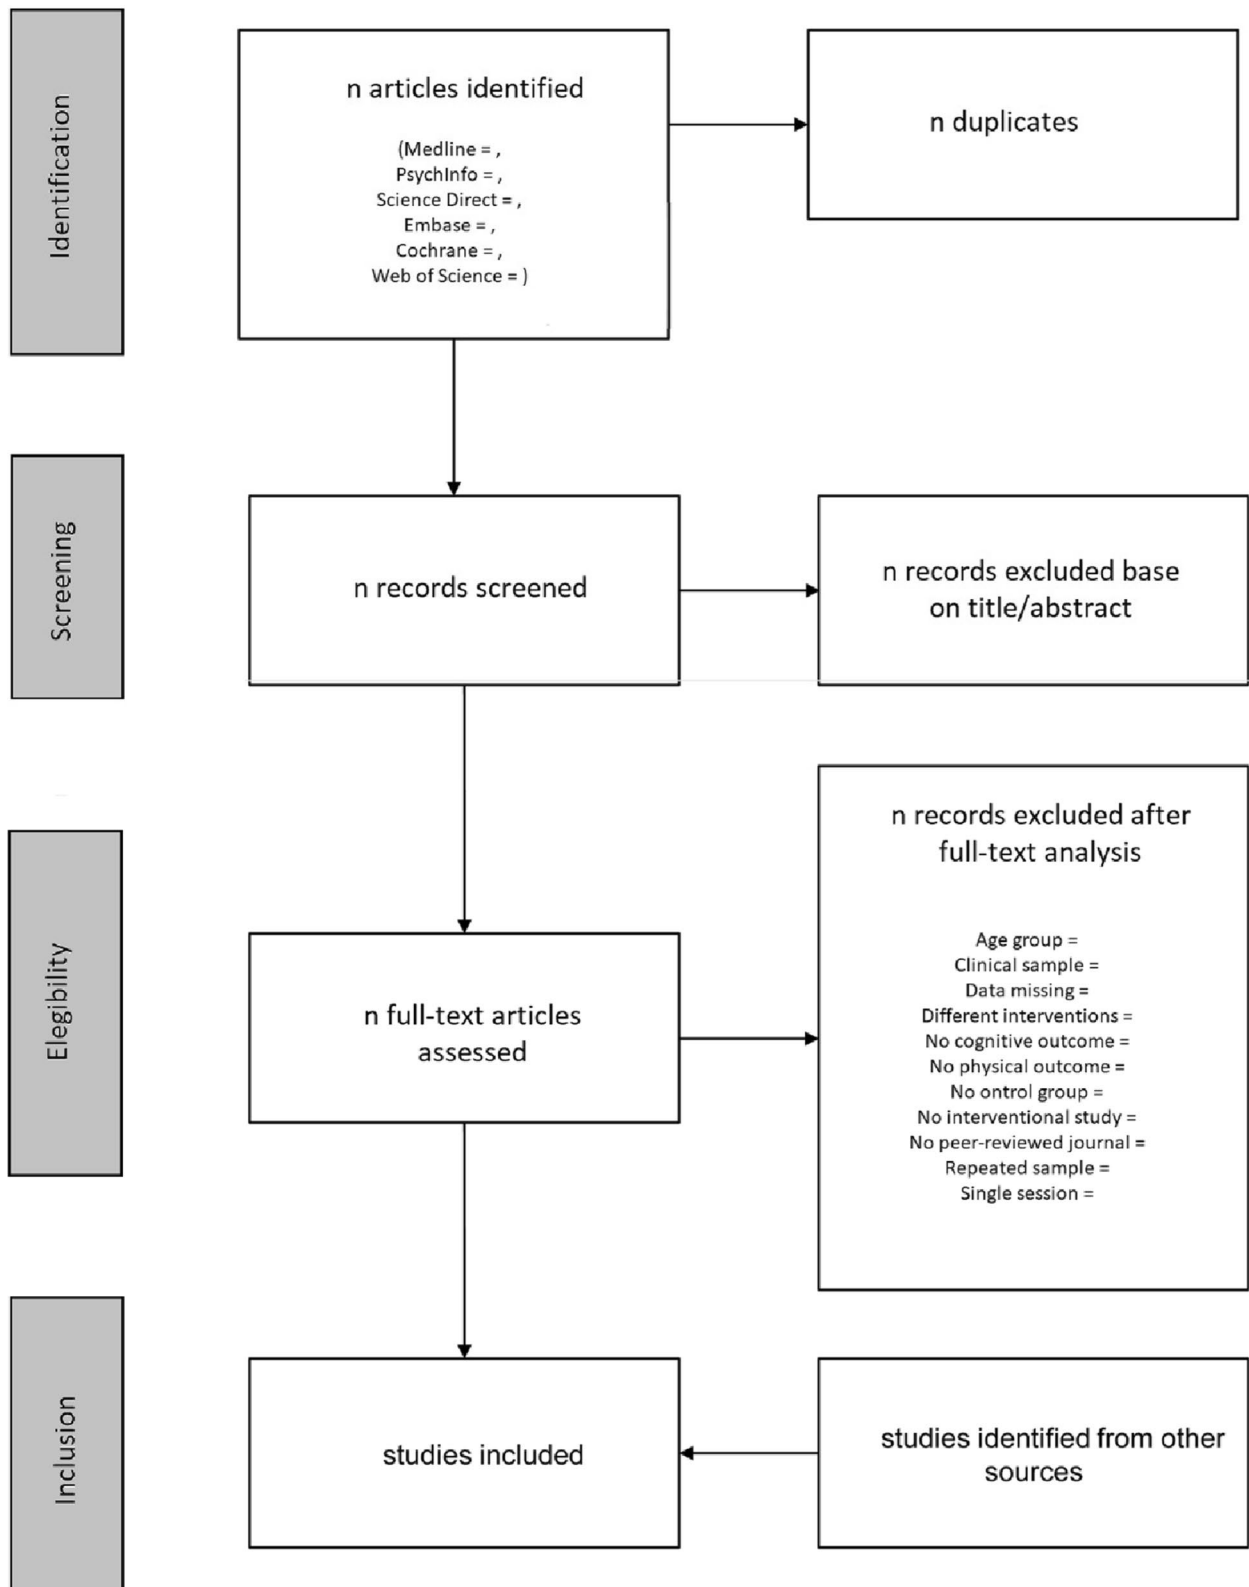 Identification
n articles identified
(Medline = ,
PsychInfo = ,
Science Direct = ,
Embase = ,
Cochrane = ,
Web of Science = )
n duplicates
Screening
n records screened
n records excluded base
on title/abstract
Elegibility
n full-text articles
assessed
n records excluded after
full-text analysis
Age group =
Clinical sample =
Data missing =
Different interventions =
No cognitive outcome =
No physical outcome =
No ontrol group =
No interventional study =
No peer-reviewed journal =
Repeated sample =
Single session =
Inclusion
studies included
studies identified from other
sources